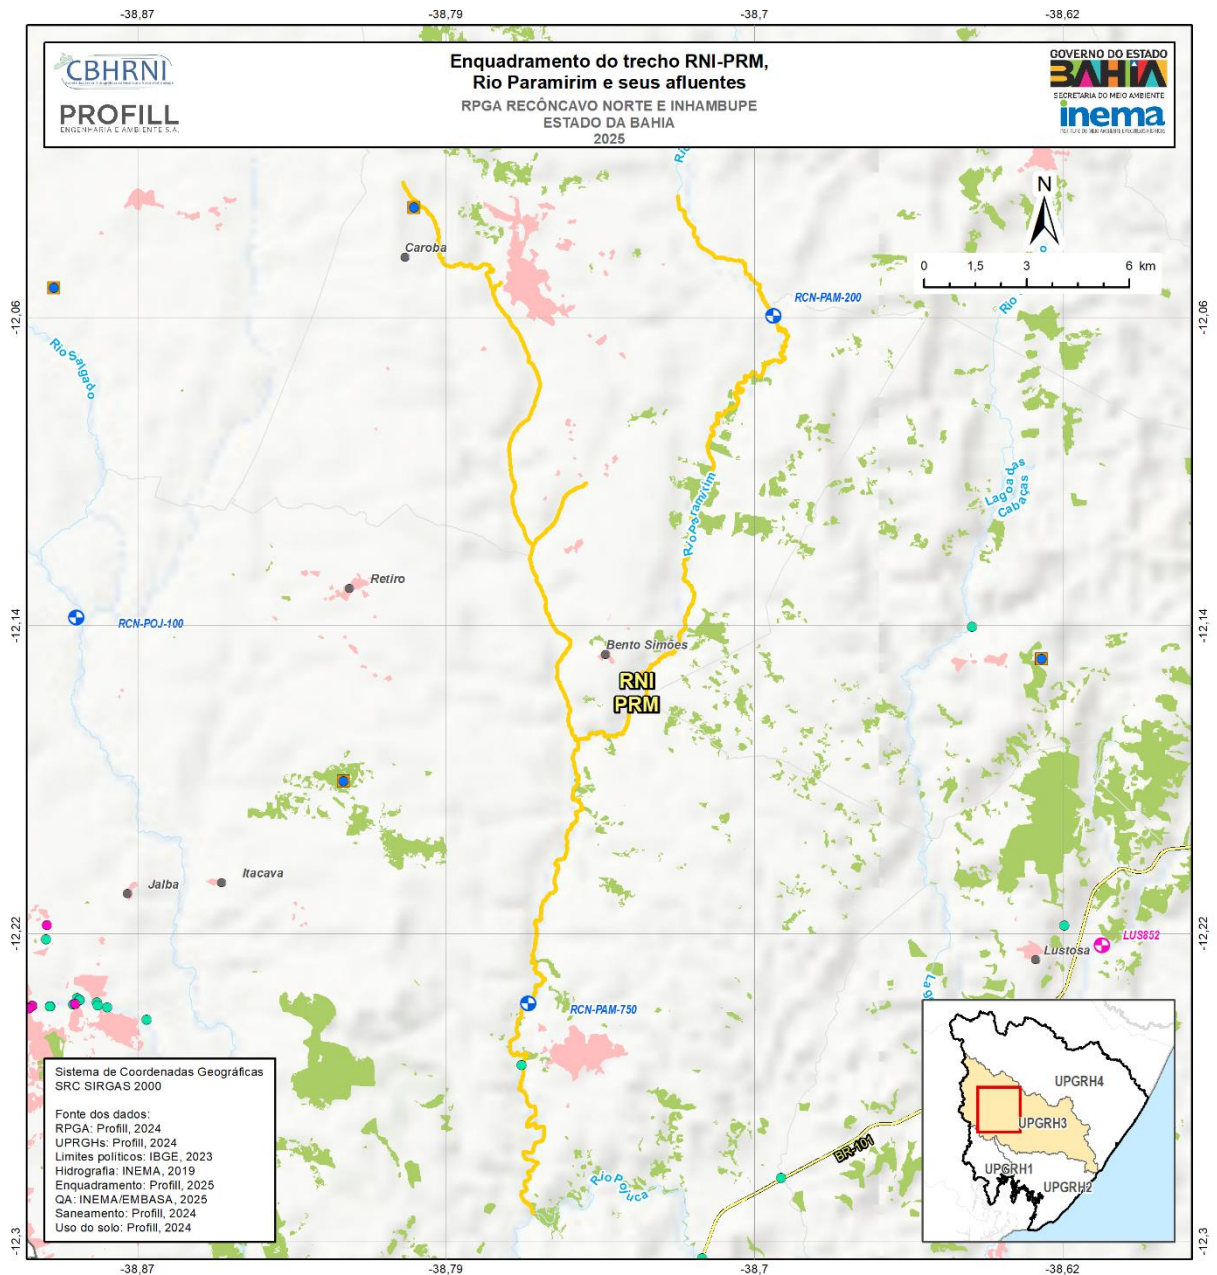 -38,87
-38,79
-38,7
-38,62
CBHRNI
PROFILL
ENGENHARIA E AMBIENTE S.A.
Enquadramento do trecho RNI-PRM,
Rio Paramirim e seus afluentes
RPGA RECÔNCAVO NORTE E INHAMBUPE
ESTADO DA BAHIA
2025
GOVERNO DO ESTADO
BAHIA
SECRETARIA DO MEIO AMBIENTE
inema
N
0
1,5
3
6 km
Caroba
RCN-PAM-200
-12,06
-12,06
Rio Salgado
Rio
Lagoa das
Cabaças
Rio Paramirim
Retiro
RCN-POJ-100
-12,14
-12,14
Bento Simões
RNI
PRM
Itacava
Jalba
-12,22
-12,22
LUS852
Lustosa
RCN-PAM-750
BR-101
Rio Pojuca
Sistema de Coordenadas Geográficas
SRC SIRGAS 2000
Fonte dos dados:
RPGA: Profill, 2024
UPRGHs: Profill, 2024
Limites políticos: IBGE, 2023
Hidrografia: INEMA, 2019
Enquadramento: Profill, 2025
QA: INEMA/EMBASA, 2025
Saneamento: Profill, 2024
Uso do solo: Profill, 2024
UPGRH4
UPGRH3
UPGRH1
UPGRH2
-12,3
-12,3
-38,87
-38,79
-38,7
-38,62